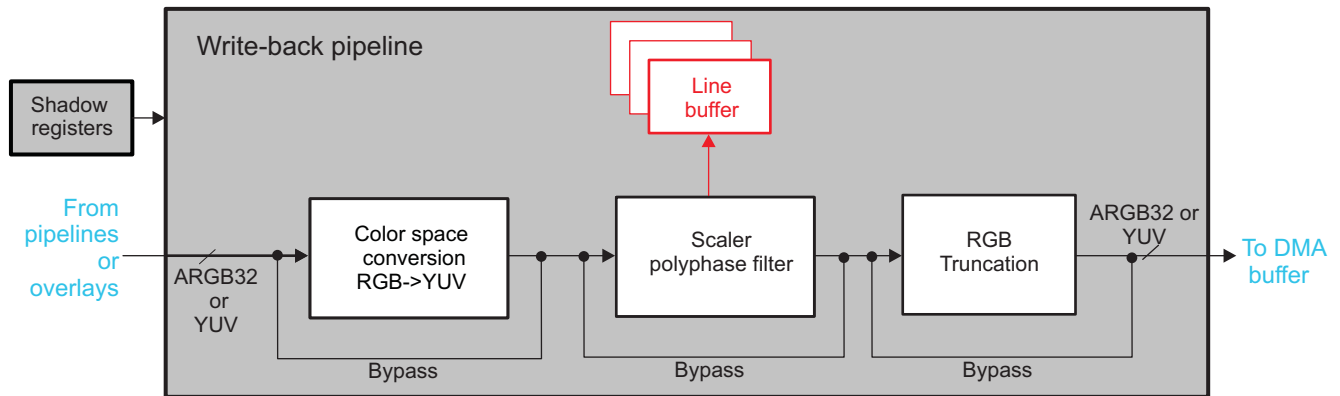 Write-back pipeline
Line
buffer
Shadow
registers
From
pipelines
or
overlays
ARGB32
or
YUV
Color space
conversion
RGB->YUV
Bypass
Scaler
polyphase filter
Bypass
RGB
Truncation
Bypass
ARGB32 or
YUV
To DMA
buffer